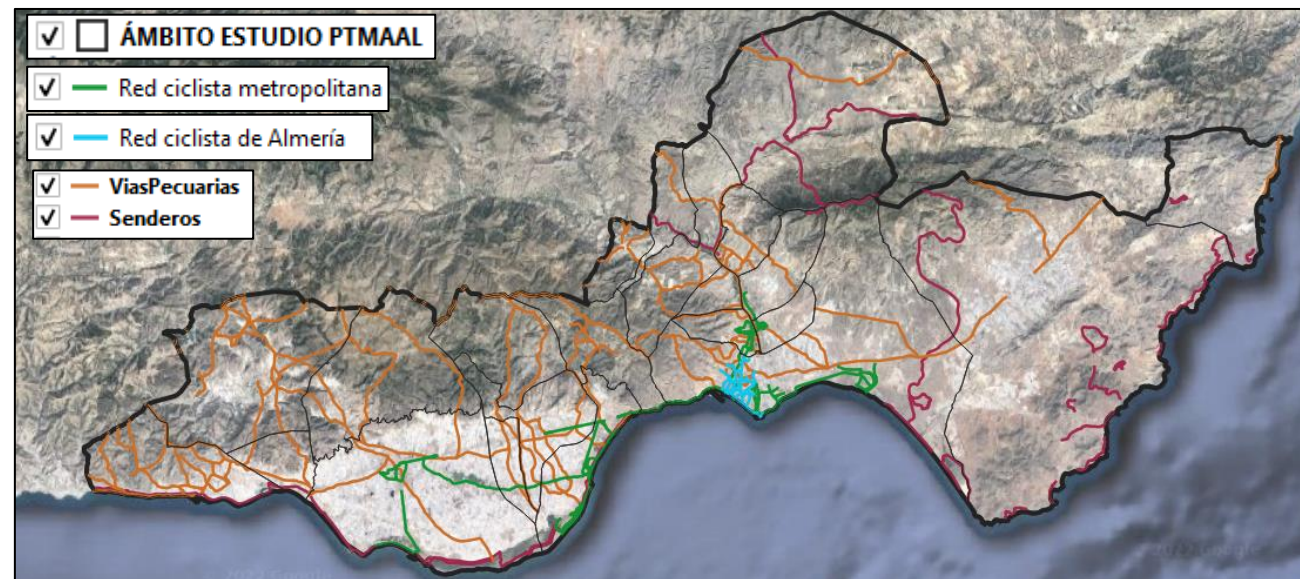 ÁMBITO ESTUDIO PTMAAL
Red ciclista metropolitana
Red ciclista de Almería
ViasPecuarias
Senderos